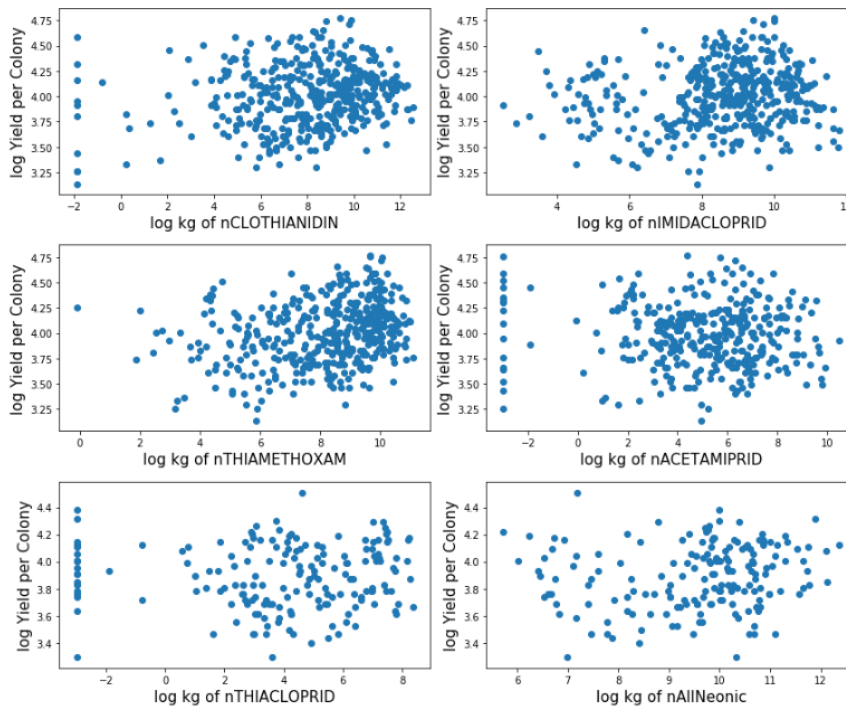 4.75
4.50
4.25
4.00
3.75
3.50
3.25
log Yield per Colony
−2 0 2 4 6 8 10 12
log kg of nCLOTHIANIDIN
4.75
4.50
4.25
4.00
3.75
3.50
3.25
log Yield per Colony
4 6 8 10
log kg of nIMIDACLOPRID
4.75
4.50
4.25
4.00
3.75
3.50
3.25
log Yield per Colony
0 2 4 6 8 10
log kg of nTHIAMETHOXAM
4.75
4.50
4.25
4.00
3.75
3.50
3.25
log Yield per Colony
−2 0 2 4 6 8 10
log kg of nACETAMIPRID
4.4
4.2
4.0
3.8
3.6
3.4
log Yield per Colony
−2 0 2 4 6 8
log kg of nTHIACLOPRID
4.4
4.2
4.0
3.8
3.6
3.4
log Yield per Colony
6 7 8 9 10 11 12
log kg of nAllNeonic